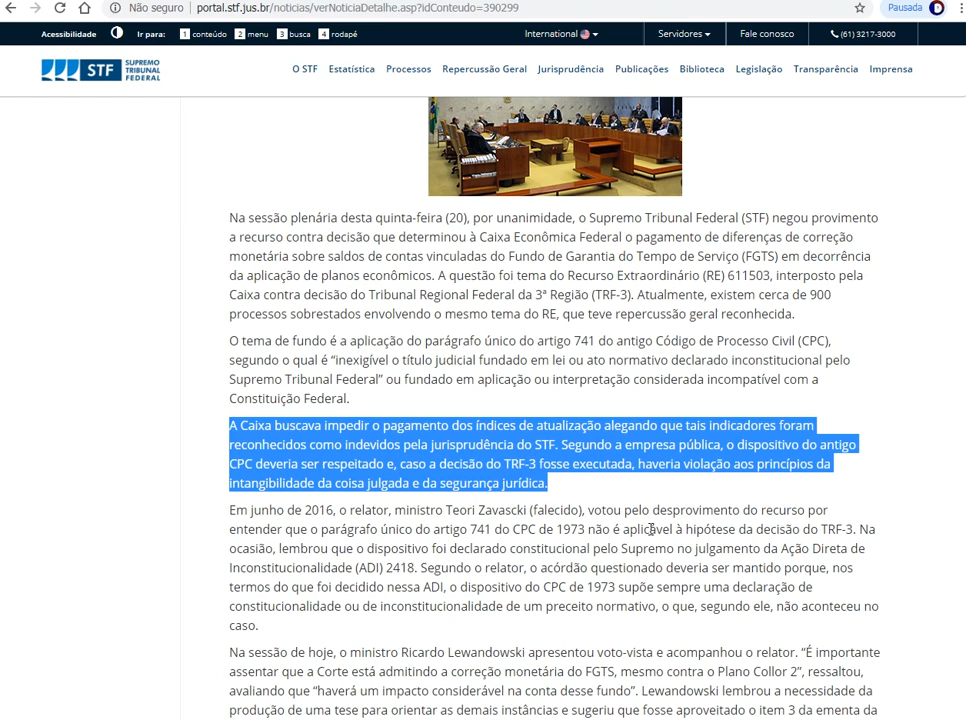 Não seguro
portal.stf.jus.br/noticias/verNoticiaDetalhe.asp?idConteudo=390299
Pausada
D
Acessibilidade
Ir para:
1 conteúdo
2 menu
3 busca
4 rodapé
International
Servidores
Fale conosco
(61) 3217-3000
STF
SUPREMO
TRIBUNAL
FEDERAL
O STF
Estatística
Processos
Repercussão Geral
Jurisprudência
Publicações
Biblioteca
Legislação
Transparência
Imprensa
Na sessão plenária desta quinta-feira (20), por unanimidade, o Supremo Tribunal Federal (STF) negou provimento
a recurso contra decisão que determinou à Caixa Econômica Federal o pagamento de diferenças de correção
monetária sobre saldos de contas vinculadas do Fundo de Garantia do Tempo de Serviço (FGTS) em decorrência
da aplicação de planos econômicos. A questão foi tema do Recurso Extraordinário (RE) 611503, interposto pela
Caixa contra decisão do Tribunal Regional Federal da 3ª Região (TRF-3). Atualmente, existem cerca de 900
processos sobrestados envolvendo o mesmo tema do RE, que teve repercussão geral reconhecida.
O tema de fundo é a aplicação do parágrafo único do artigo 741 do antigo Código de Processo Civil (CPC),
segundo o qual é “inexigível o título judicial fundado em lei ou ato normativo declarado inconstitucional pelo
Supremo Tribunal Federal” ou fundado em aplicação ou interpretação considerada incompatível com a
Constituição Federal.
A Caixa buscava impedir o pagamento dos índices de atualização alegando que tais indicadores foram
reconhecidos como indevidos pela jurisprudência do STF. Segundo a empresa pública, o dispositivo do antigo
CPC deveria ser respeitado e, caso a decisão do TRF-3 fosse executada, haveria violação aos princípios da
intangibilidade da coisa julgada e da segurança jurídica.
Em junho de 2016, o relator, ministro Teori Zavascki (falecido), votou pelo desprovimento do recurso por
entender que o parágrafo único do artigo 741 do CPC de 1973 não é aplicável à hipótese da decisão do TRF-3. Na
ocasião, lembrou que o dispositivo foi declarado constitucional pelo Supremo no julgamento da Ação Direta de
Inconstitucionalidade (ADI) 2418. Segundo o relator, o acórdão questionado deveria ser mantido porque, nos
termos do que foi decidido nessa ADI, o dispositivo do CPC de 1973 supõe sempre uma declaração de
constitucionalidade ou de inconstitucionalidade de um preceito normativo, o que, segundo ele, não aconteceu no
caso.
Na sessão de hoje, o ministro Ricardo Lewandowski apresentou voto-vista e acompanhou o relator. “É importante
assentar que a Corte está admitindo a correção monetária do FGTS, mesmo contra o Plano Collor 2”, ressaltou,
avaliando que “haverá um impacto considerável na conta desse fundo”. Lewandowski lembrou a necessidade da
produção de uma tese para orientar as demais instâncias e sugeriu que fosse aproveitado o item 3 da ementa da